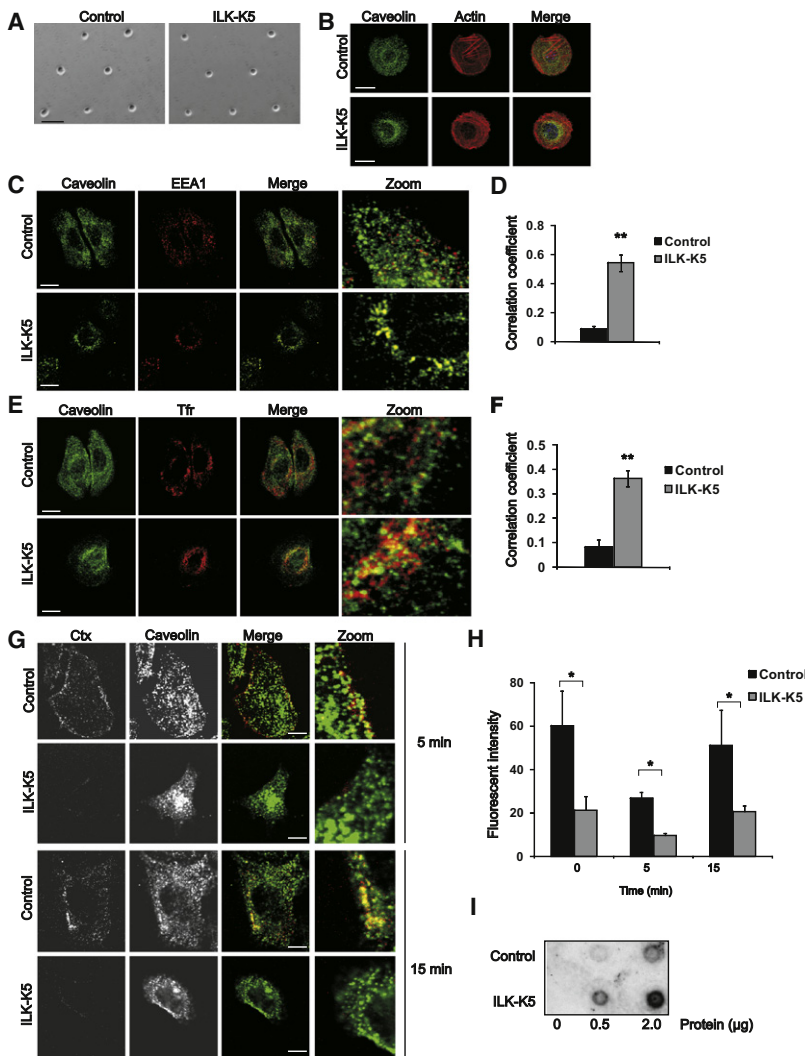 A
Control
ILK-K5
B
Caveolin
Actin
Merge
Control
ILK-K5
C
Caveolin
EEA1
Merge
Zoom
Control
ILK-K5
D
Correlation coefficient
0.8
0.6
0.4
0.2
0
**
Control
ILK-K5
E
Caveolin
Tfr
Merge
Zoom
Control
ILK-K5
F
Correlation coefficient
0.5
0.4
0.3
0.2
0.1
0
**
Control
ILK-K5
G
Ctx
Caveolin
Merge
Zoom
Control
ILK-K5
5 min
Control
ILK-K5
15 min
H
Control
ILK-K5
Fluorescent intensity
80
60
40
20
0
*
*
*
0
5
15
Time (min)
I
Control
ILK-K5
0
0.5
2.0
Protein (µg)